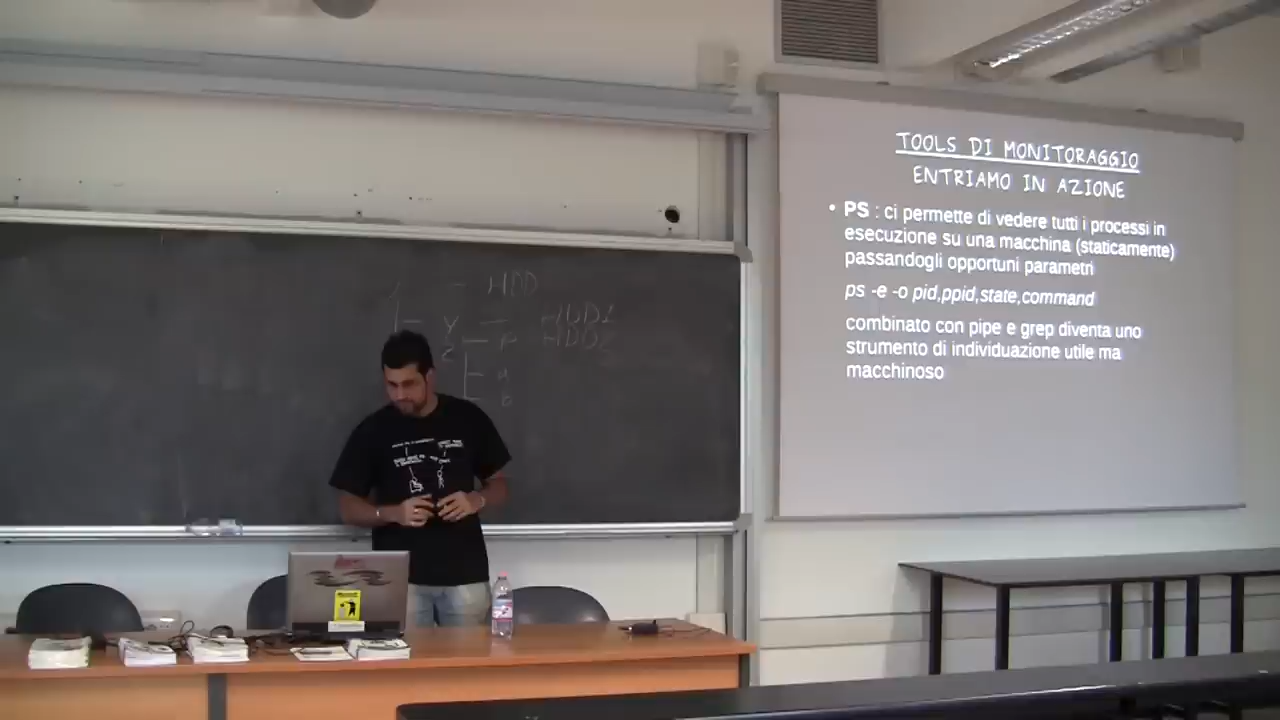 TOOLS DI MONITORAGGIO
ENTRIAMO IN AZIONE
• PS : ci permette di vedere tutti i processi in
esecuzione su una macchina (staticamente)
passandogli opportuni parametri
ps -e -o pid,ppid,state,command
combinato con pipe e grep diventa uno
strumento di individuazione utile ma
macchinoso
HDD